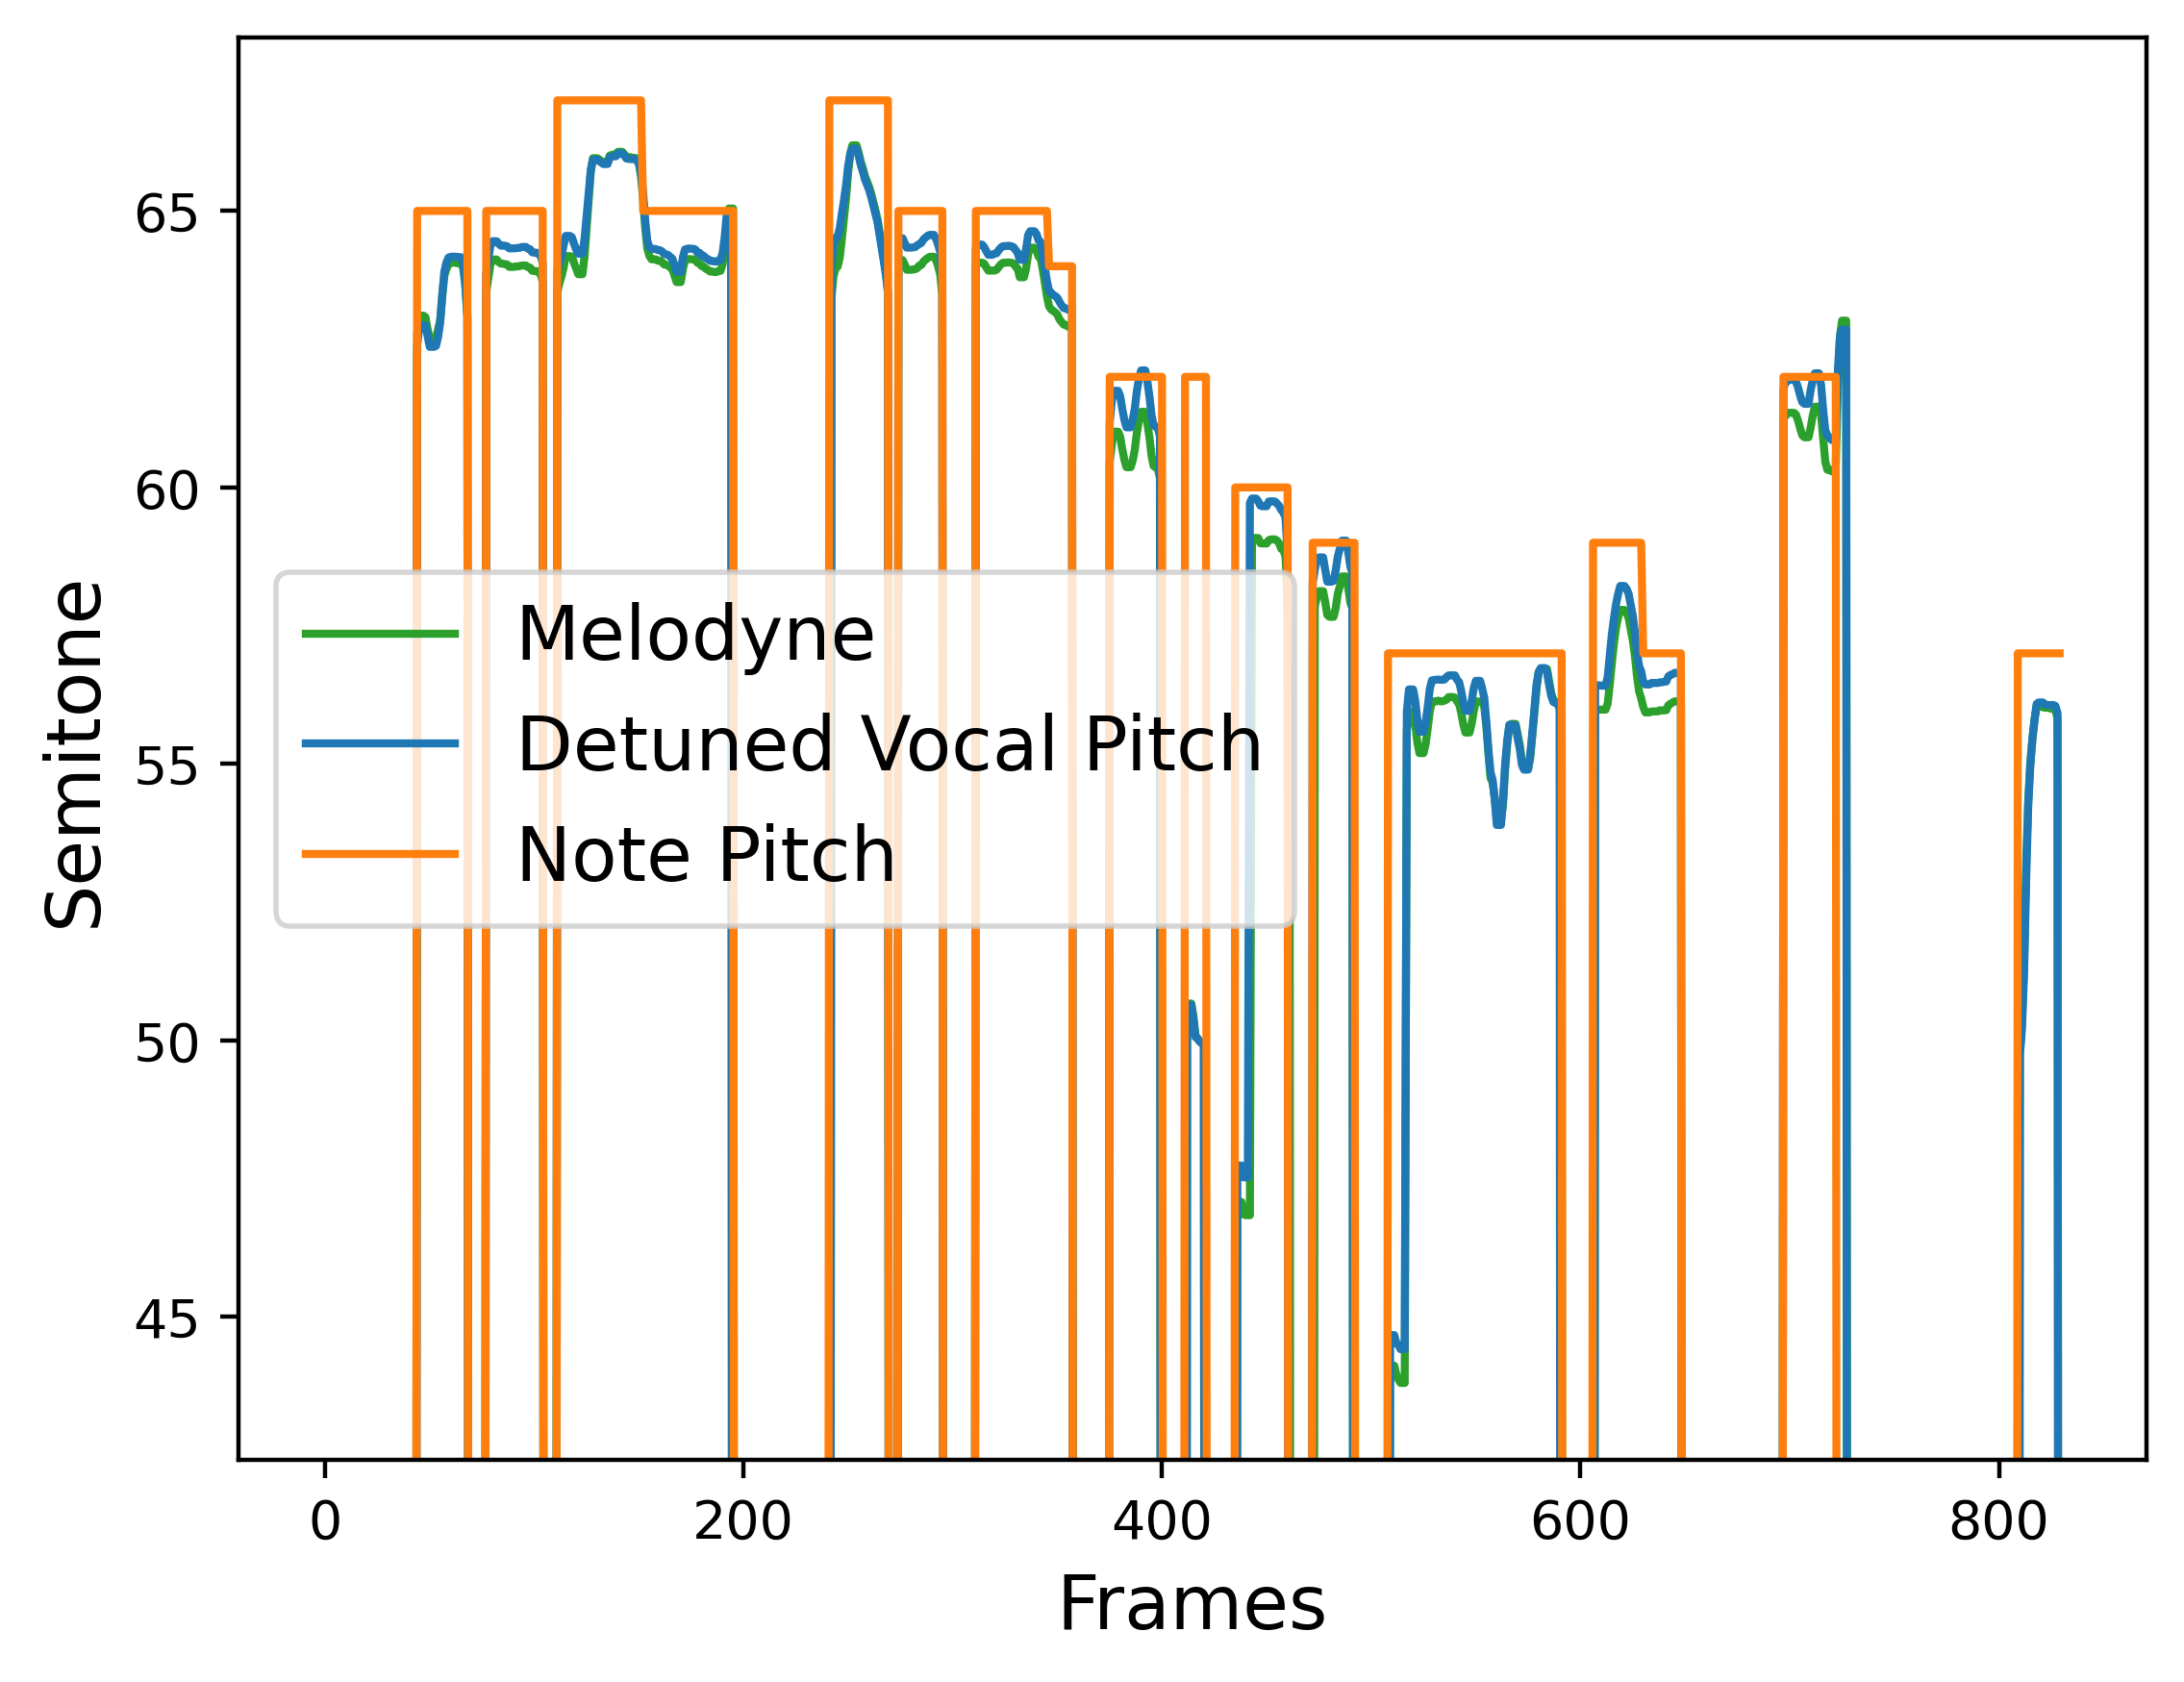 65
60
55
50
45
Semitone
Melodyne
Detuned Vocal Pitch
Note Pitch
0 200 400 600 800
Frames